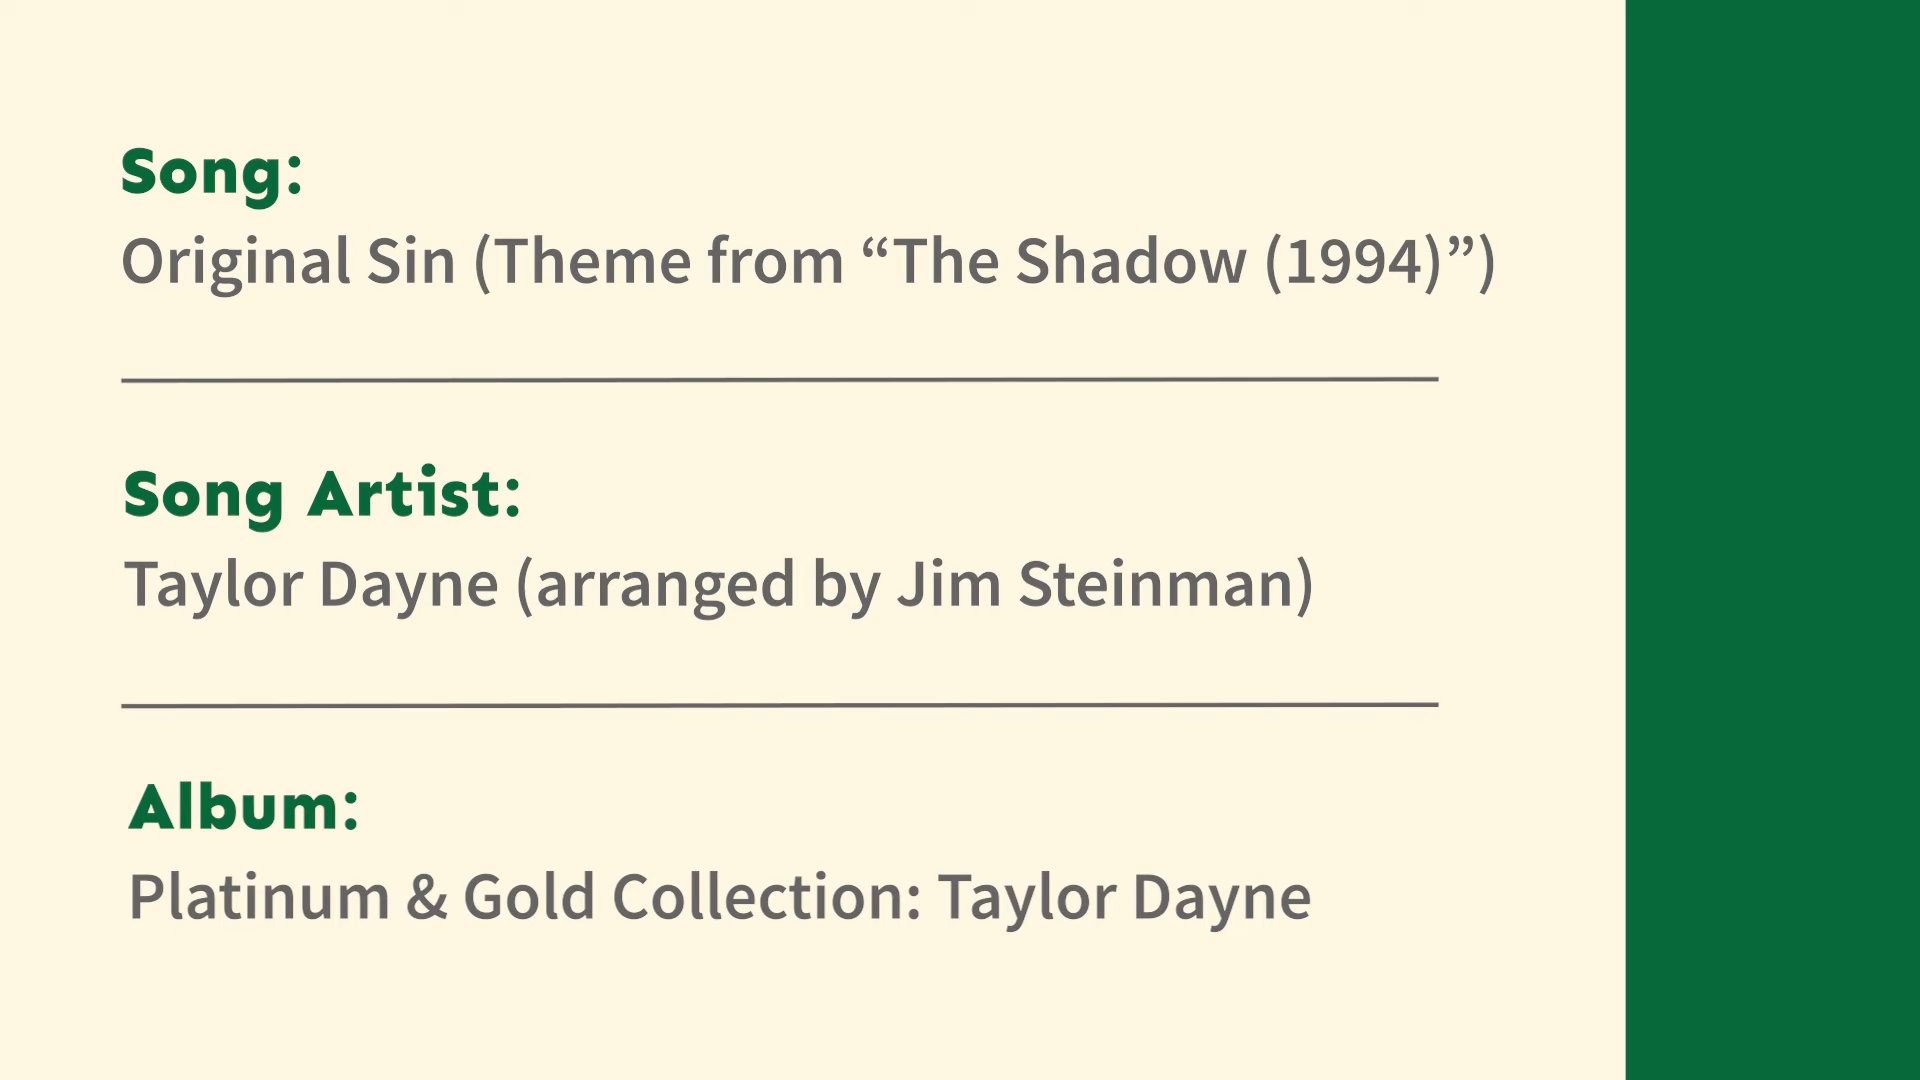 Song:
Original Sin (Theme from “The Shadow (1994)”)
Song Artist:
Taylor Dayne (arranged by Jim Steinman)
Album:
Platinum & Gold Collection: Taylor Dayne